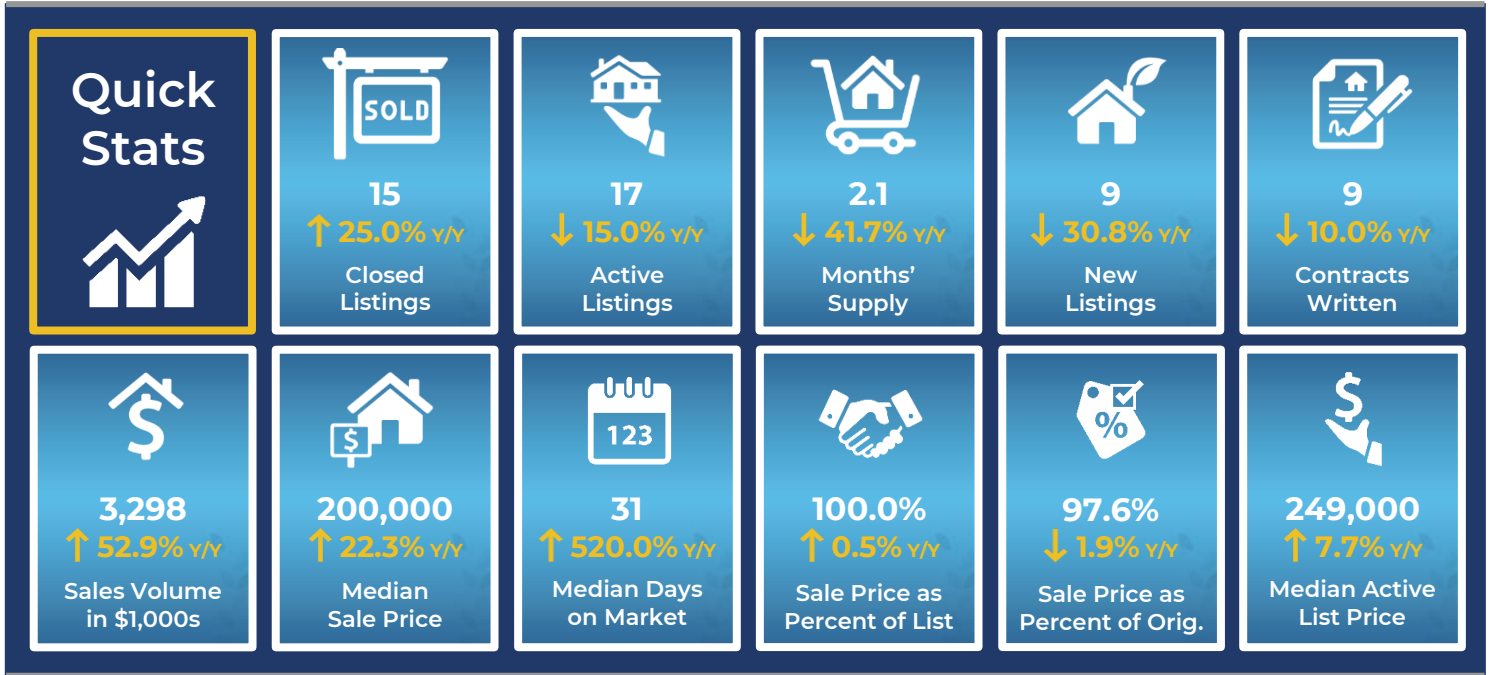 Quick
Stats
SOLD
15
↑ 25.0% Y/Y
Closed
Listings
17
↓ 15.0% Y/Y
Active
Listings
2.1
↓ 41.7% Y/Y
Months’
Supply
9
↓ 30.8% Y/Y
New
Listings
9
↓ 10.0% Y/Y
Contracts
Written
$
3,298
↑ 52.9% Y/Y
Sales Volume
in $1,000s
$
200,000
↑ 22.3% Y/Y
Median
Sale Price
123
31
↑ 520.0% Y/Y
Median Days
on Market
100.0%
↑ 0.5% Y/Y
Sale Price as
Percent of List
%
97.6%
↓ 1.9% Y/Y
Sale Price as
Percent of Orig.
$
249,000
↑ 7.7% Y/Y
Median Active
List Price